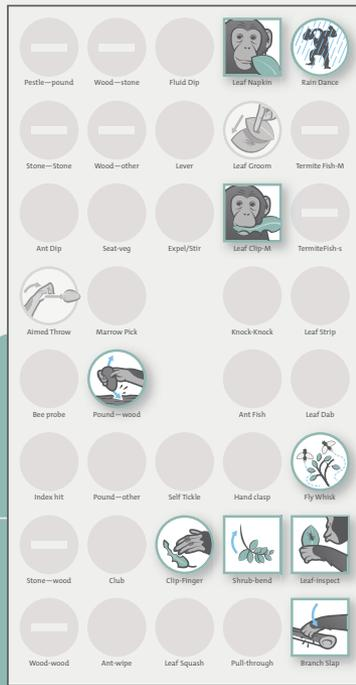 Pestle—pound Wood—stone Fluid Dip Leaf Napkin Rain Dance
Stone—Stone Wood—other Lever Leaf Groom Termite Fish-M
Ant Dip Seat-veg Expel/Stir Leaf Clip-M TermiteFish-s
Aimed Throw Marrow Pick Knock-Knock Leaf Strip
Bee probe Pound—wood Ant Fish Leaf Dab
Index hit Pound—other Self Tickle Hand clasp Fly Whisk
Stone—wood Club Clip-Finger Shrub-bend Leaf-inspect
Wood-wood Ant-wipe Leaf Squash Pull-through Branch Slap